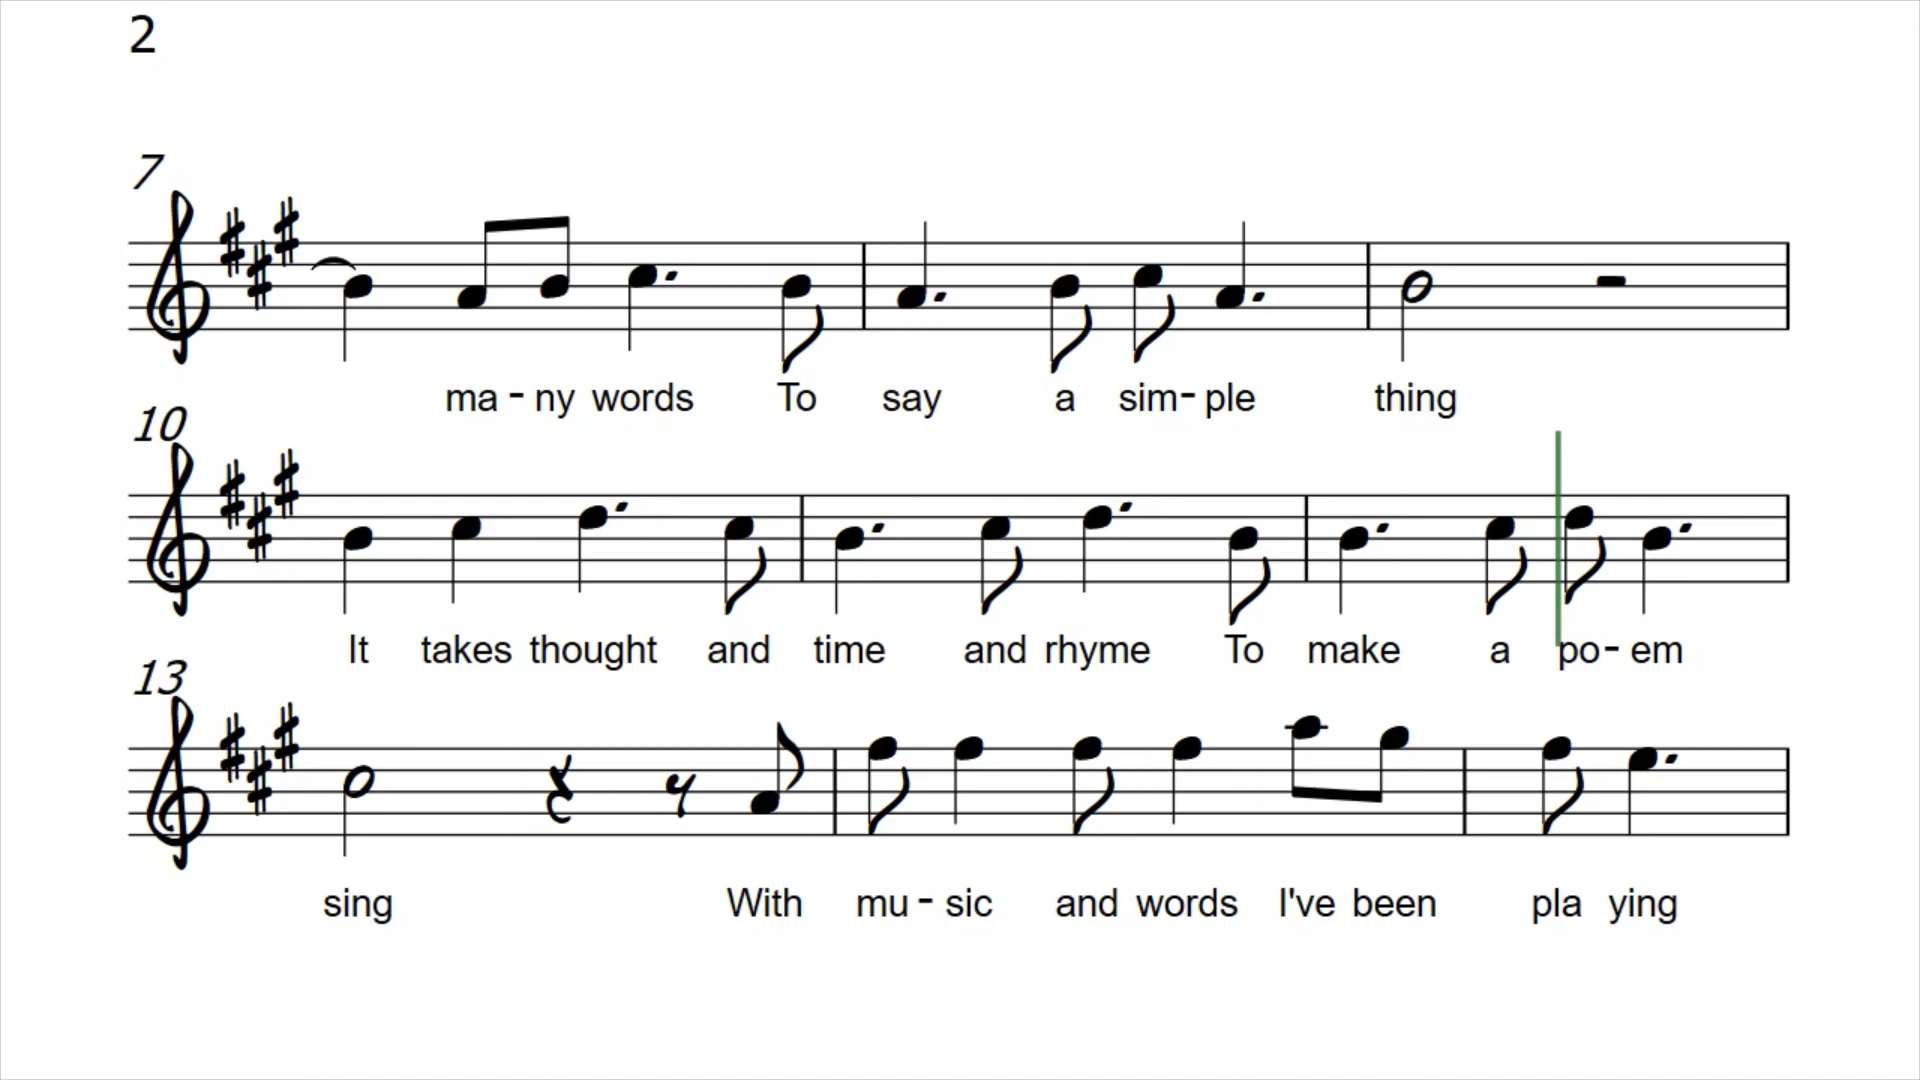 2
7
ma - ny words To say a sim- ple thing
10
It takes thought and time and rhyme To make a po- em
13
sing With mu - sic and words I've been pla ying